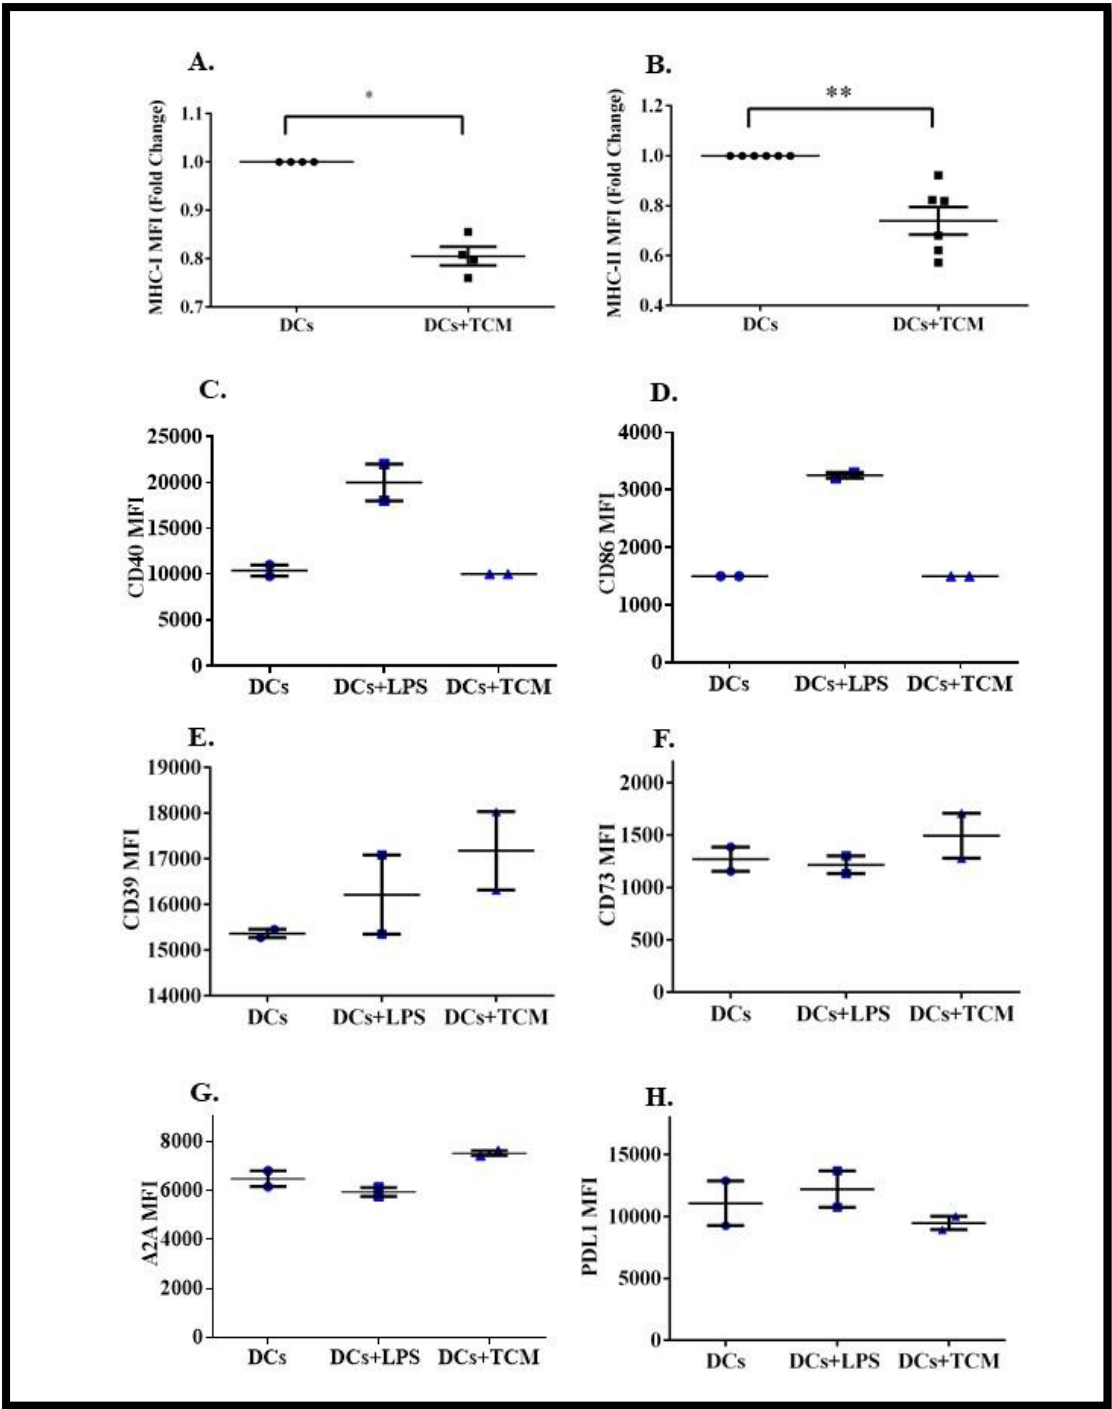 A.
MHC-I MFI (Fold Change)
1.1
1.0
0.9
0.8
0.7
*
DCs DCs+TCM
B.
MHC-II MFI (Fold Change)
1.2
1.0
0.8
0.6
0.4
**
DCs DCs+TCM
C.
CD40 MFI
25000
20000
15000
10000
5000
0
DCs DCs+LPS DCs+TCM
D.
CD86 MFI
4000
3000
2000
1000
0
DCs DCs+LPS DCs+TCM
E.
CD39 MFI
19000
18000
17000
16000
15000
14000
DCs DCs+LPS DCs+TCM
F.
CD73 MFI
2000
1500
1000
500
0
DCs DCs+LPS DCs+TCM
G.
A2A MFI
8000
6000
4000
2000
0
DCs DCs+LPS DCs+TCM
H.
PDL1 MFI
15000
10000
5000
0
DCs DCs+LPS DCs+TCM